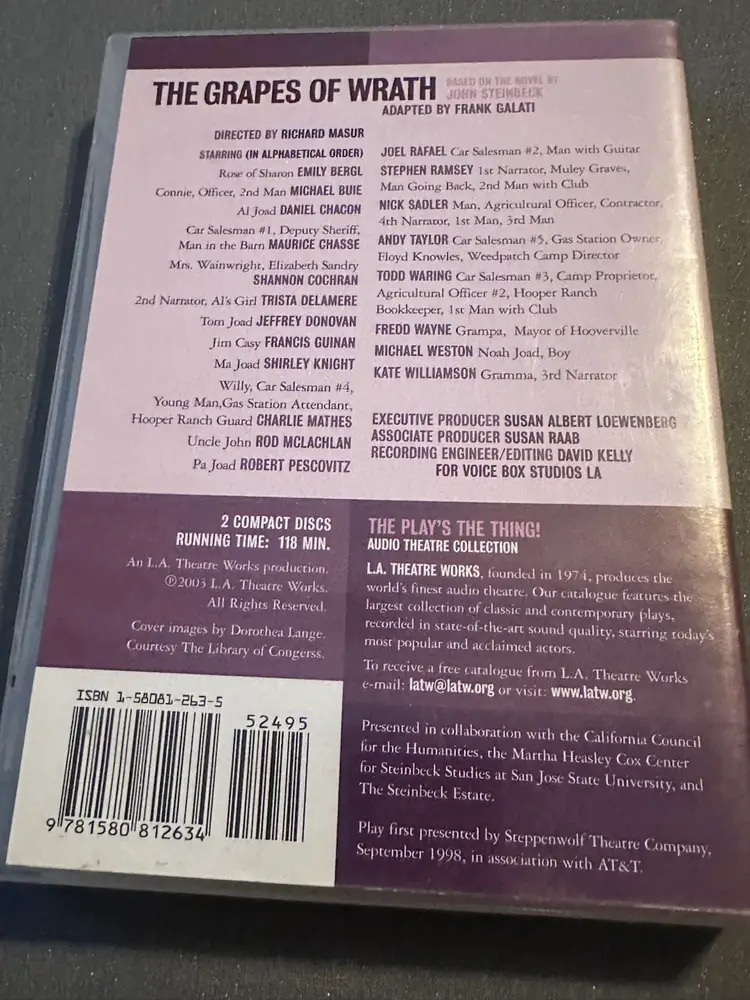 THE GRAPES OF WRATH BASED ON THE NOVEL BY
JOHN STEINBECK
ADAPTED BY FRANK GALATI
DIRECTED BY RICHARD MASUR
STARRING (IN ALPHABETICAL ORDER)
Rose of Sharon EMILY BERGL
Connie, Officer, 2nd Man MICHAEL BUIE
Al Joad DANIEL CHACON
Car Salesman #1, Deputy Sheriff,
Man in the Barn MAURICE CHASSE
Mrs. Wainwright, Elizabeth Sandry
SHANNON COCHRAN
2nd Narrator, Al's Girl TRISTA DELAMERE
Tom Joad JEFFREY DONOVAN
Jim Casy FRANCIS GUINAN
Ma Joad SHIRLEY KNIGHT
Willy, Car Salesman #4,
Young Man,Gas Station Attendant,
Hooper Ranch Guard CHARLIE MATHES
Uncle John ROD MCLACHLAN
Pa Joad ROBERT PESCOVITZ
JOEL RAFAEL Car Salesman #2, Man with Guitar
STEPHEN RAMSEY 1st Narrator, Muley Graves,
Man Going Back, 2nd Man with Club
NICK SADLER Man, Agricultural Officer, Contractor,
4th Narrator, 1st Man, 3rd Man
ANDY TAYLOR Car Salesman #5, Gas Station Owner,
Floyd Knowles, Weedpatch Camp Director
TODD WARING Car Salesman #3, Camp Proprietor,
Agricultural Officer #2, Hooper Ranch
Bookkeeper, 1st Man with Club
FREDD WAYNE Grampa, Mayor of Hooverville
MICHAEL WESTON Noah Joad, Boy
KATE WILLIAMSON Gramma, 3rd Narrator
EXECUTIVE PRODUCER SUSAN ALBERT LOEWENBERG
ASSOCIATE PRODUCER SUSAN RAAB
RECORDING ENGINEER/EDITING DAVID KELLY
FOR VOICE BOX STUDIOS LA
2 COMPACT DISCS
RUNNING TIME: 118 MIN.
An L.A. Theatre Works production.
℗©2003 L.A. Theatre Works.
All Rights Reserved.
Cover images by Dorothea Lange.
Courtesy The Library of Congerss.
ISBN 1-58081-263-5
52495
9 781580 812634
THE PLAY'S THE THING!
AUDIO THEATRE COLLECTION
L.A. THEATRE WORKS, founded in 1974, produces the
world's finest audio theatre. Our catalogue features the
largest collection of classic and contemporary plays,
recorded in state-of-the-art sound quality, starring today's
most popular and acclaimed actors.
To receive a free catalogue from L.A. Theatre Works
e-mail: latw@latw.org or visit: www.latw.org.
Presented in collaboration with the California Council
for the Humanities, the Martha Heasley Cox Center
for Steinbeck Studies at San Jose State University, and
The Steinbeck Estate.
Play first presented by Steppenwolf Theatre Company,
September 1998, in association with AT&T.